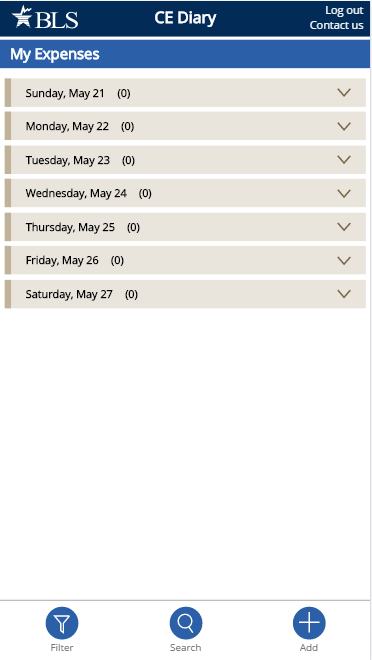 BLS
CE Diary
Log out
Contact us
My Expenses
Sunday, May 21 (0)
Monday, May 22 (0)
Tuesday, May 23 (0)
Wednesday, May 24 (0)
Thursday, May 25 (0)
Friday, May 26 (0)
Saturday, May 27 (0)
Filter
Search
Add